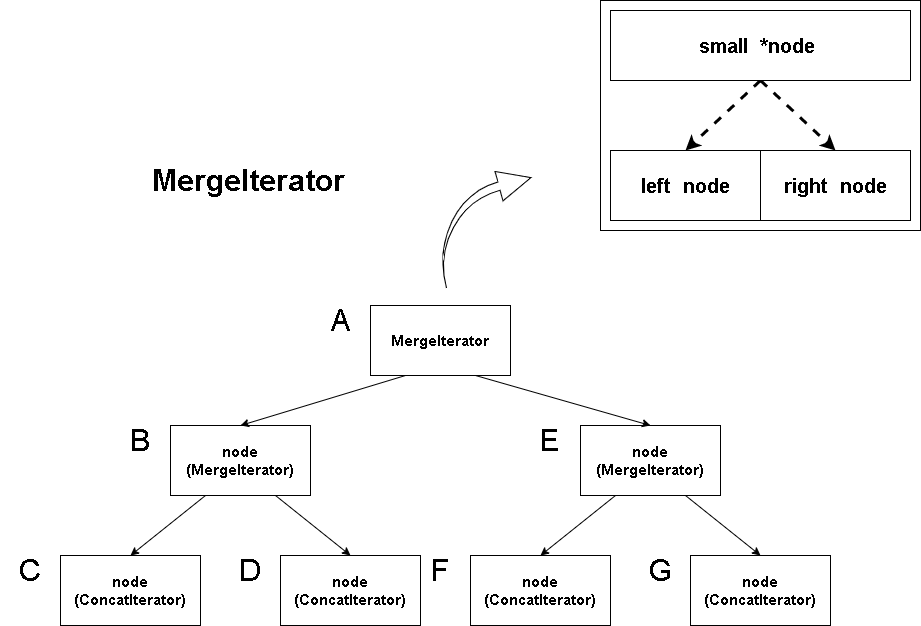 small *node
left node
right node
MergeIterator
A
MergeIterator
B
node
(MergeIterator)
E
node
(MergeIterator)
C
node
(ConcatIterator)
D
node
(ConcatIterator)
F
node
(ConcatIterator)
G
node
(ConcatIterator)